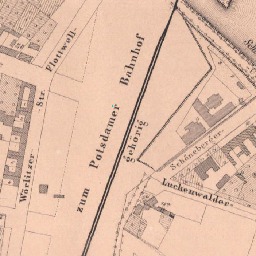 Flottwell
Wörlitzer Str.
zum Potsdamer Bahnhof
gehörig
Schöneberger
Luckenwalder